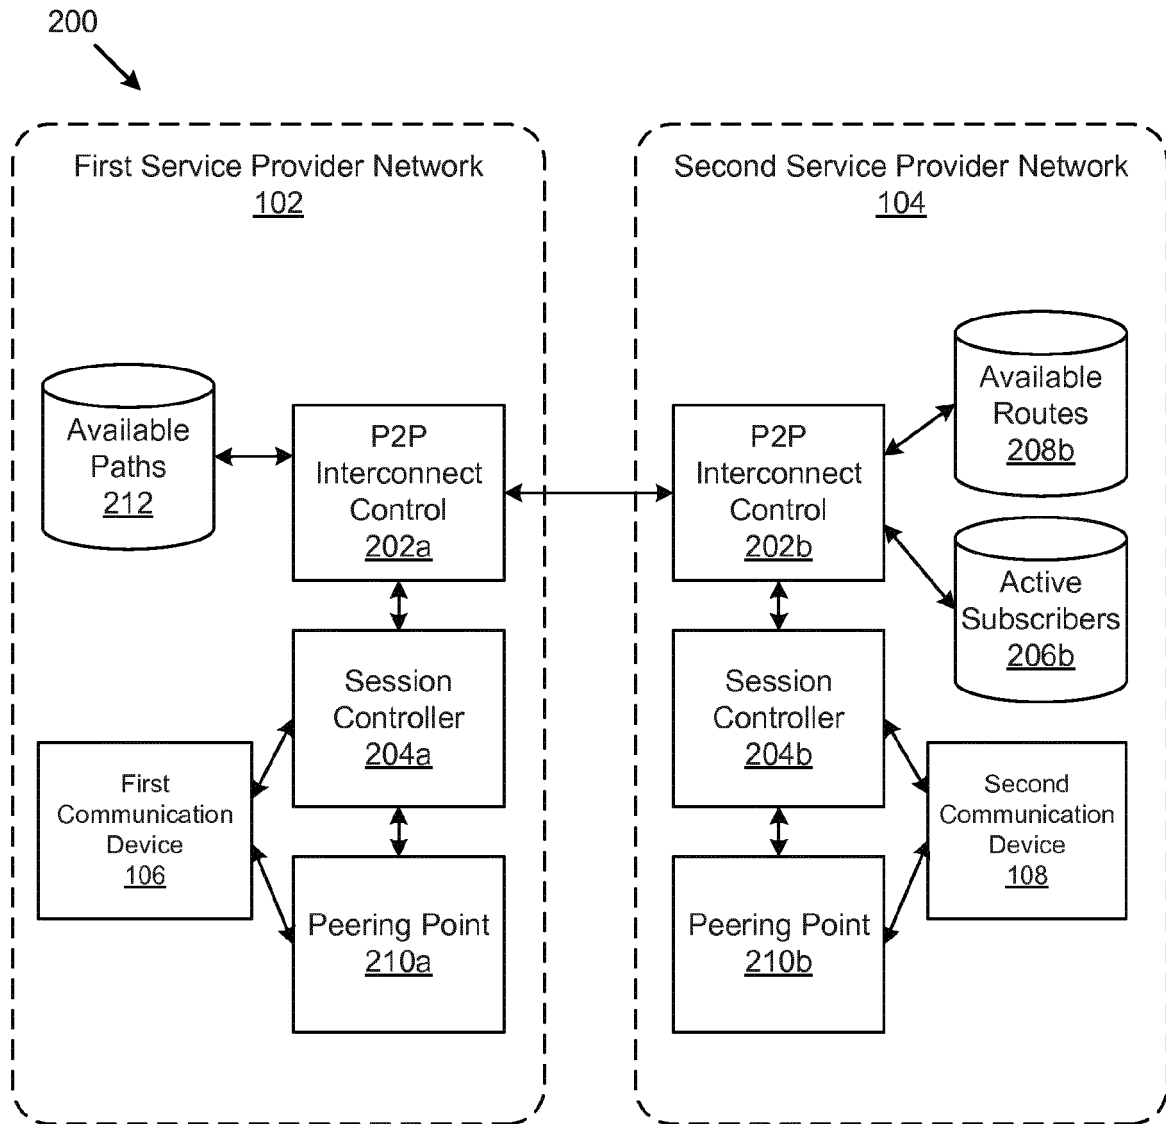 200
First Service Provider Network
102
Second Service Provider Network
104
Available
Paths
212
P2P
Interconnect
Control
202a
P2P
Interconnect
Control
202b
Available
Routes
208b
Active
Subscribers
206b
Session
Controller
204a
Session
Controller
204b
First
Communication
Device
106
Second
Communication
Device
108
Peering Point
210a
Peering Point
210b